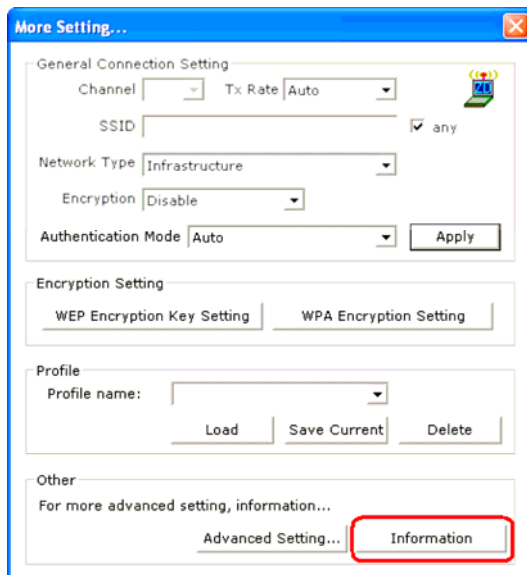 More Setting...
General Connection Setting
Channel Tx Rate Auto
SSID any
Network Type Infrastructure
Encryption Disable
Authentication Mode Auto Apply
Encryption Setting
WEP Encryption Key Setting WPA Encryption Setting
Profile
Profile name:
Load Save Current Delete
Other
For more advanced setting, information...
Advanced Setting... Information